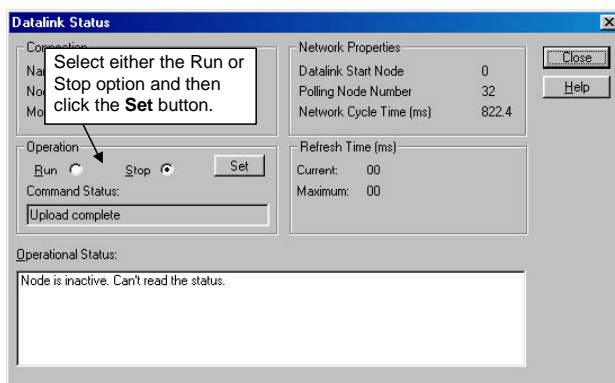 Datalink Status
Connection
Select either the Run or
Stop option and then
click the Set button.
Network Properties
Datalink Start Node 0
Polling Node Number 32
Network Cycle Time (ms) 822.4
Close
Help
Operation
Run Stop Set
Command Status:
Upload complete
Refresh Time (ms)
Current: 00
Maximum: 00
Operational Status:
Node is inactive. Can't read the status.